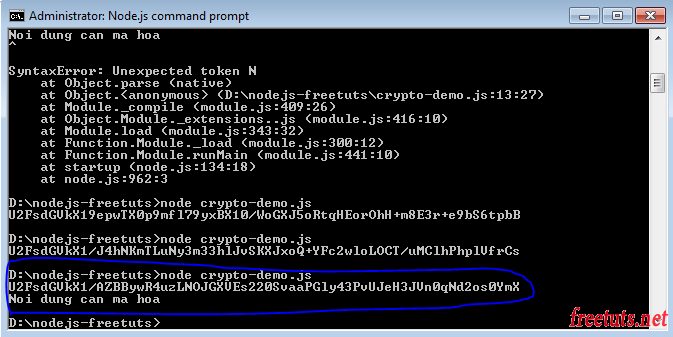 Administrator: Node.js command prompt
Noi dung can ma hoa
^
SyntaxError: Unexpected token N
at Object.parse (native)
at Object.<anonymous> (D:\nodejs-freetuts\crypto-demo.js:13:27)
at Module._compile (module.js:409:26)
at Object.Module._extensions..js (module.js:416:10)
at Module.load (module.js:343:32)
at Function.Module._load (module.js:300:12)
at Function.Module.runMain (module.js:441:10)
at startup (node.js:134:18)
at node.js:962:3
D:\nodejs-freetuts>node crypto-demo.js
U2FsdGVkX19epwTX0p9mfl79yxBX10/WoGXJ5oRtqHEorOhH+m8E3r+e9bS6tpbB
D:\nodejs-freetuts>node crypto-demo.js
U2FsdGVkX1/J4hNKmTLuNy3m33hlJvSKXJxoQ+YFc2wloLOCT/uMClhPhplVfrCs
D:\nodejs-freetuts>node crypto-demo.js
U2FsdGVkX1/AZBBywR4uzLNOJGXVEs220SvaaPGly43PvUJeH3JVn0qNd2os0YmX
Noi dung can ma hoa
D:\nodejs-freetuts>
freetuts.net